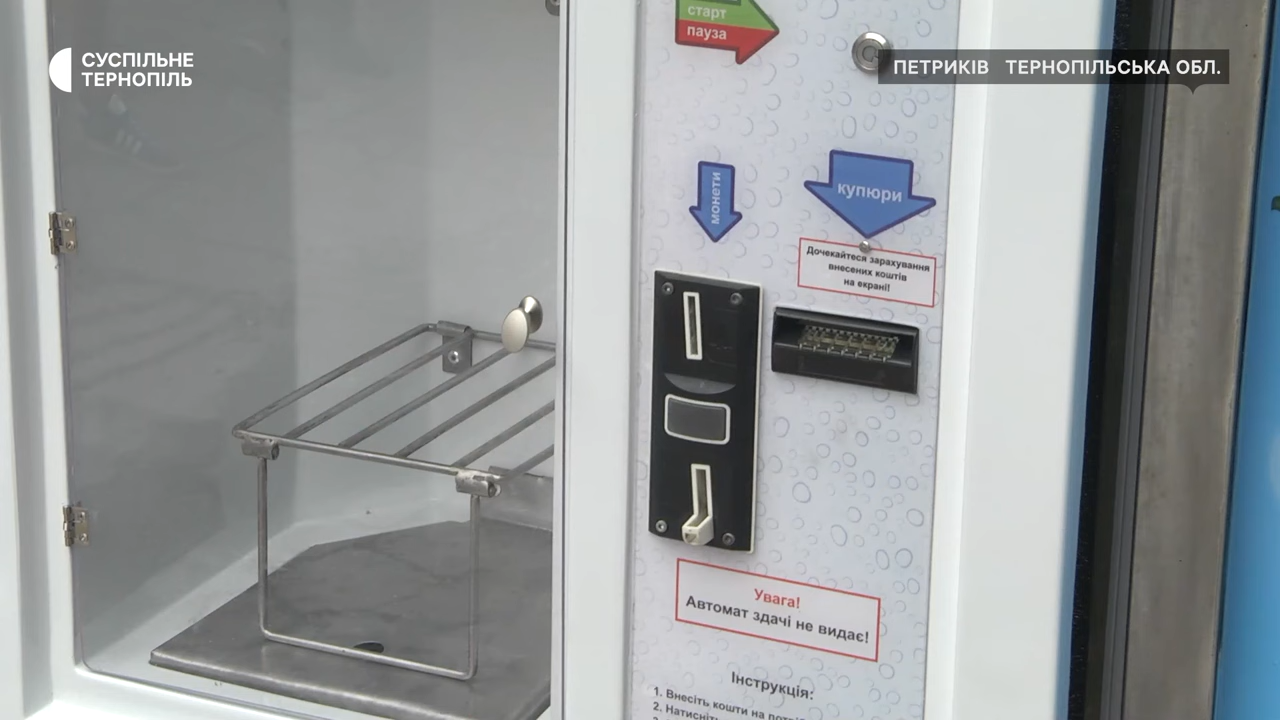 СУСПІЛЬНЕ
ТЕРНОПІЛЬ
старт
пауза
ПЕТРИКІВ ТЕРНОПІЛЬСЬКА ОБЛ.
монети
купюри
Дочекайтеся зарахування
внесених коштів
на екрані!
Увага!
Автомат здачі не видає!
Інструкція:
1. Внесіть кошти на
2. Натисніть